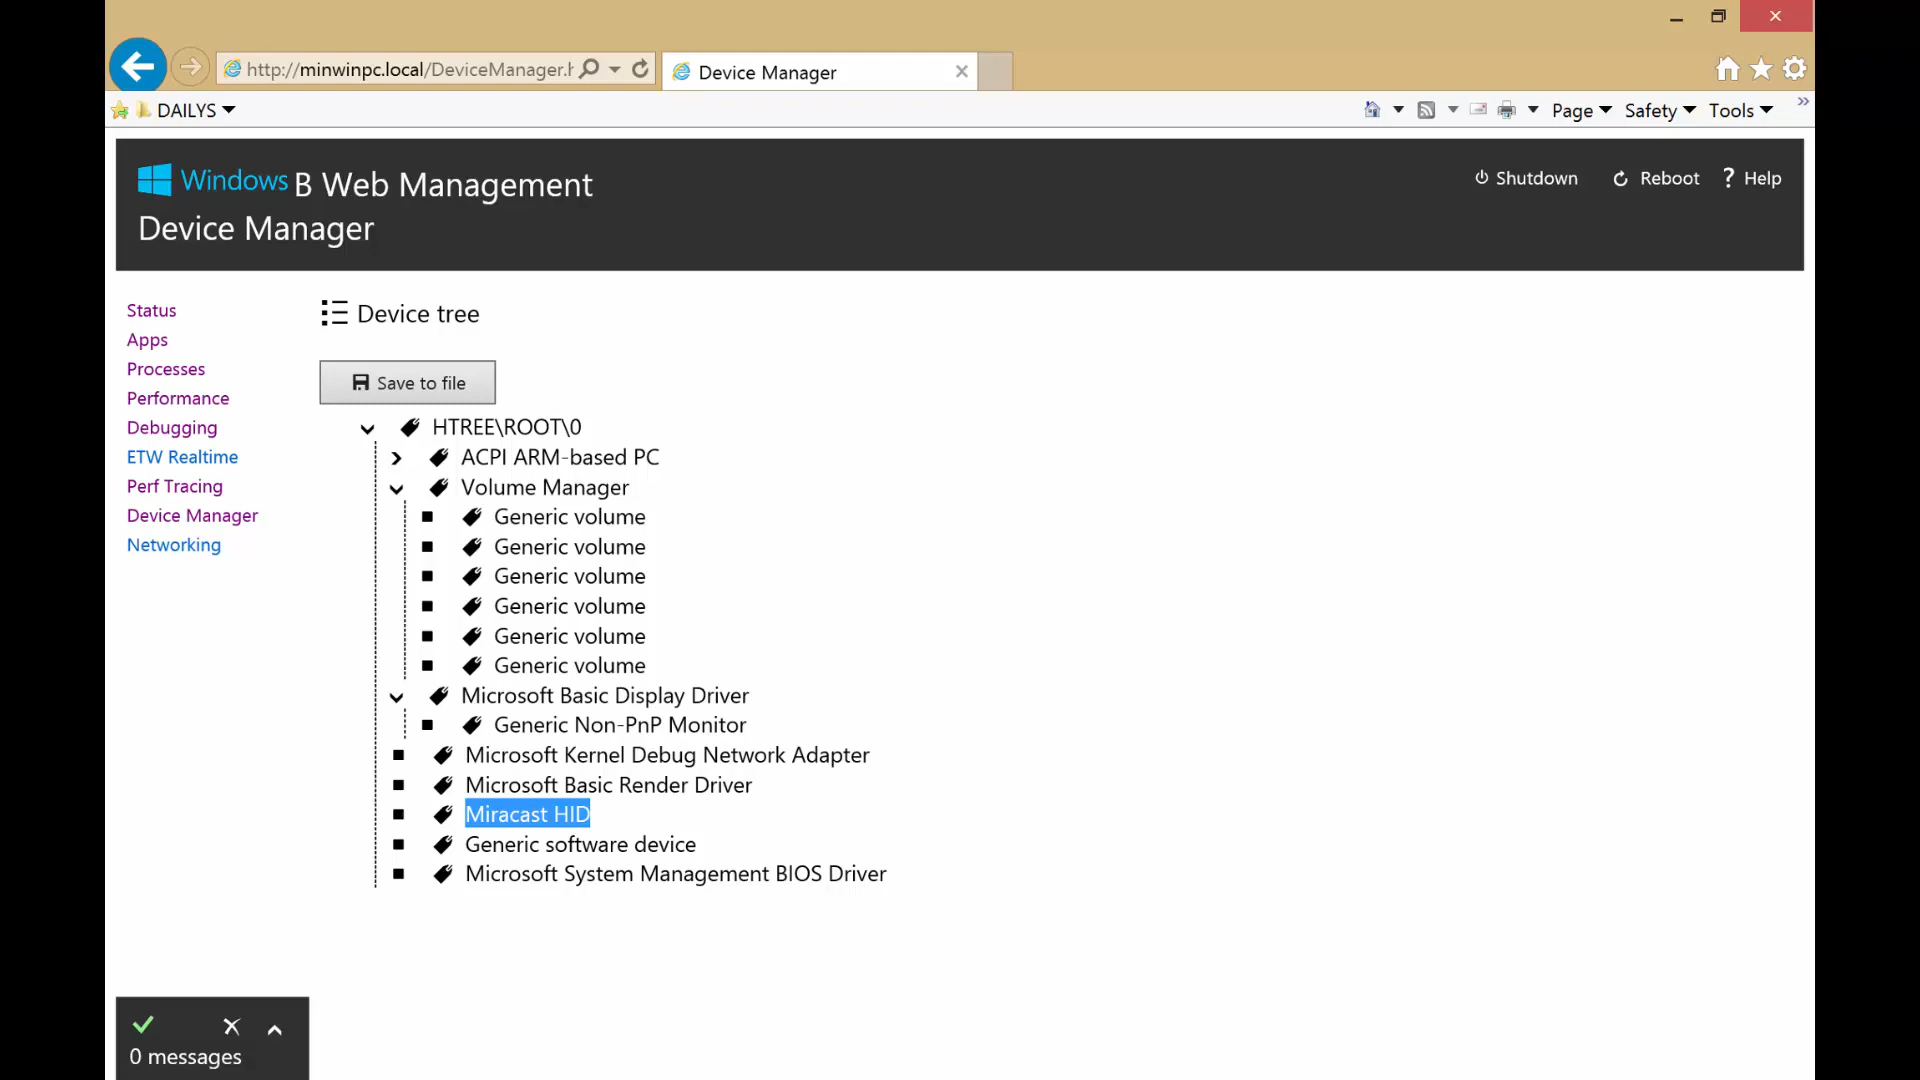 http://minwinpc.local/DeviceManager.h
Device Manager
DAILYS
Page Safety Tools
Windows B Web Management
Device Manager
Shutdown Reboot ? Help
Status
Apps
Processes
Performance
Debugging
ETW Realtime
Perf Tracing
Device Manager
Networking
Device tree
Save to file
HTREE\ROOT\0
ACPI ARM-based PC
Volume Manager
Generic volume
Generic volume
Generic volume
Generic volume
Generic volume
Generic volume
Microsoft Basic Display Driver
Generic Non-PnP Monitor
Microsoft Kernel Debug Network Adapter
Microsoft Basic Render Driver
Miracast HID
Generic software device
Microsoft System Management BIOS Driver
0 messages